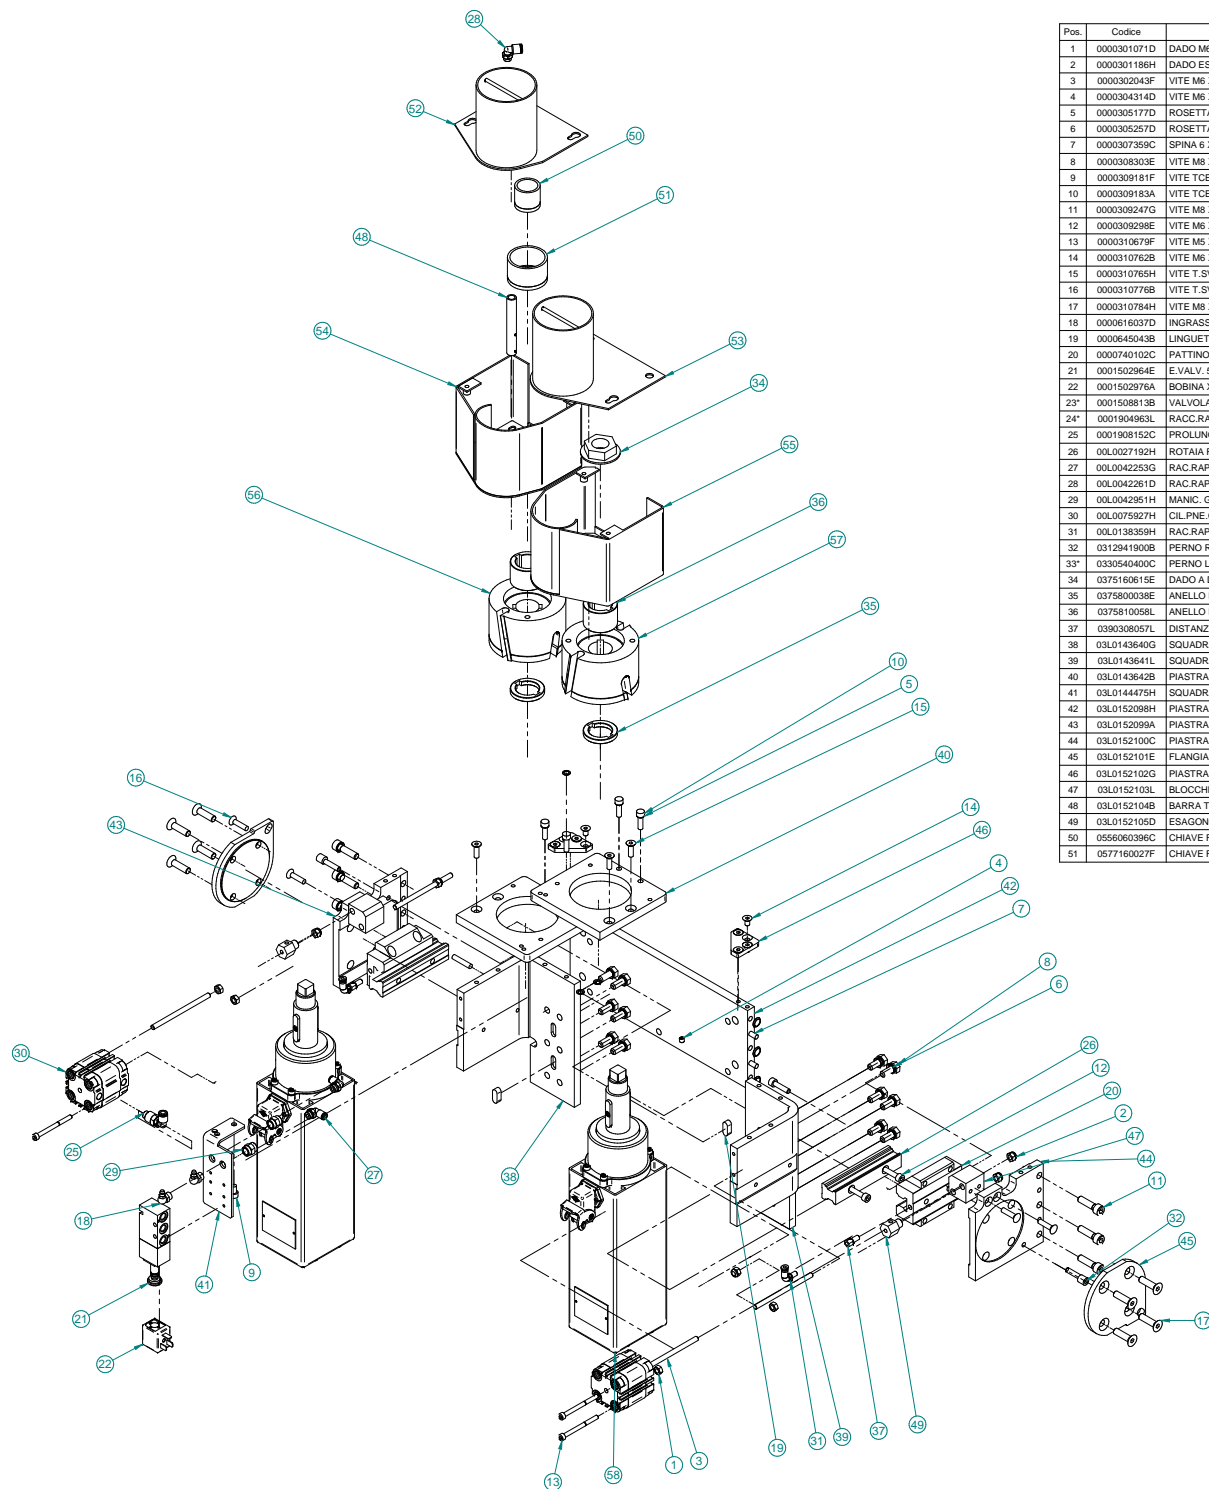 Pos. Codice
1 0000301071D DADO M6
2 0000301186H DADO ES
3 0000302043F VITE M6
4 0000304314D VITE M6
5 0000305177D ROSETTA
6 0000305257D ROSETTA
7 0000307359C SPINA 6
8 0000308303E VITE M8
9 0000309181F VITE TCE
10 0000309183A VITE TCE
11 0000309247G VITE M8
12 0000309298E VITE M6
13 0000310679F VITE M5
14 0000310762B VITE M6
15 0000310765H VITE T.SV
16 0000310776B VITE T.SV
17 0000310784H VITE M8
18 0000616037D INGRASS
19 0000645043B LINGUET
20 0000740102C PATTINO
21 0001502964E E.VALV. 5
22 0001502976A BOBINA
23* 0001508813B VALVOLA
24* 0001904963L RACC.RA
25 0001908152C PROLUN
26 00L0027192H ROTAIA
27 00L0042253G RAC.RAP
28 00L0042261D RAC.RAP
29 00L0042951H MANIC. G
30 00L0075927H CIL.PNE.
31 00L0138359H RAC.RAP
32 0312941900B PERNO R
33* 0330540400C PERNO L
34 0375160615E DADO A
35 0375800038E ANELLO
36 0375810058L ANELLO
37 0390308057L DISTANZ
38 03L0143640G SQUADR
39 03L0143641L SQUADR
40 03L0143642B PIASTRA
41 03L0144475H SQUADR
42 03L0152098H PIASTRA
43 03L0152099A PIASTRA
44 03L0152100C PIASTRA
45 03L0152101E FLANGIA
46 03L0152102G PIASTRA
47 03L0152103L BLOCCH
48 03L0152104B BARRA T
49 03L0152105D ESAGON
50 0556060396C CHIAVE F
51 0577160027F CHIAVE F
28
52
50
51
48
54
53
34
55
56
36
57
35
10
5
15
16
40
43
14
46
4
42
7
8
6
30
26
12
20
2
25
47
44
29
27
38
11
18
32
45
41
9
21
17
22
49
37
39
31
19
3
1
58
13